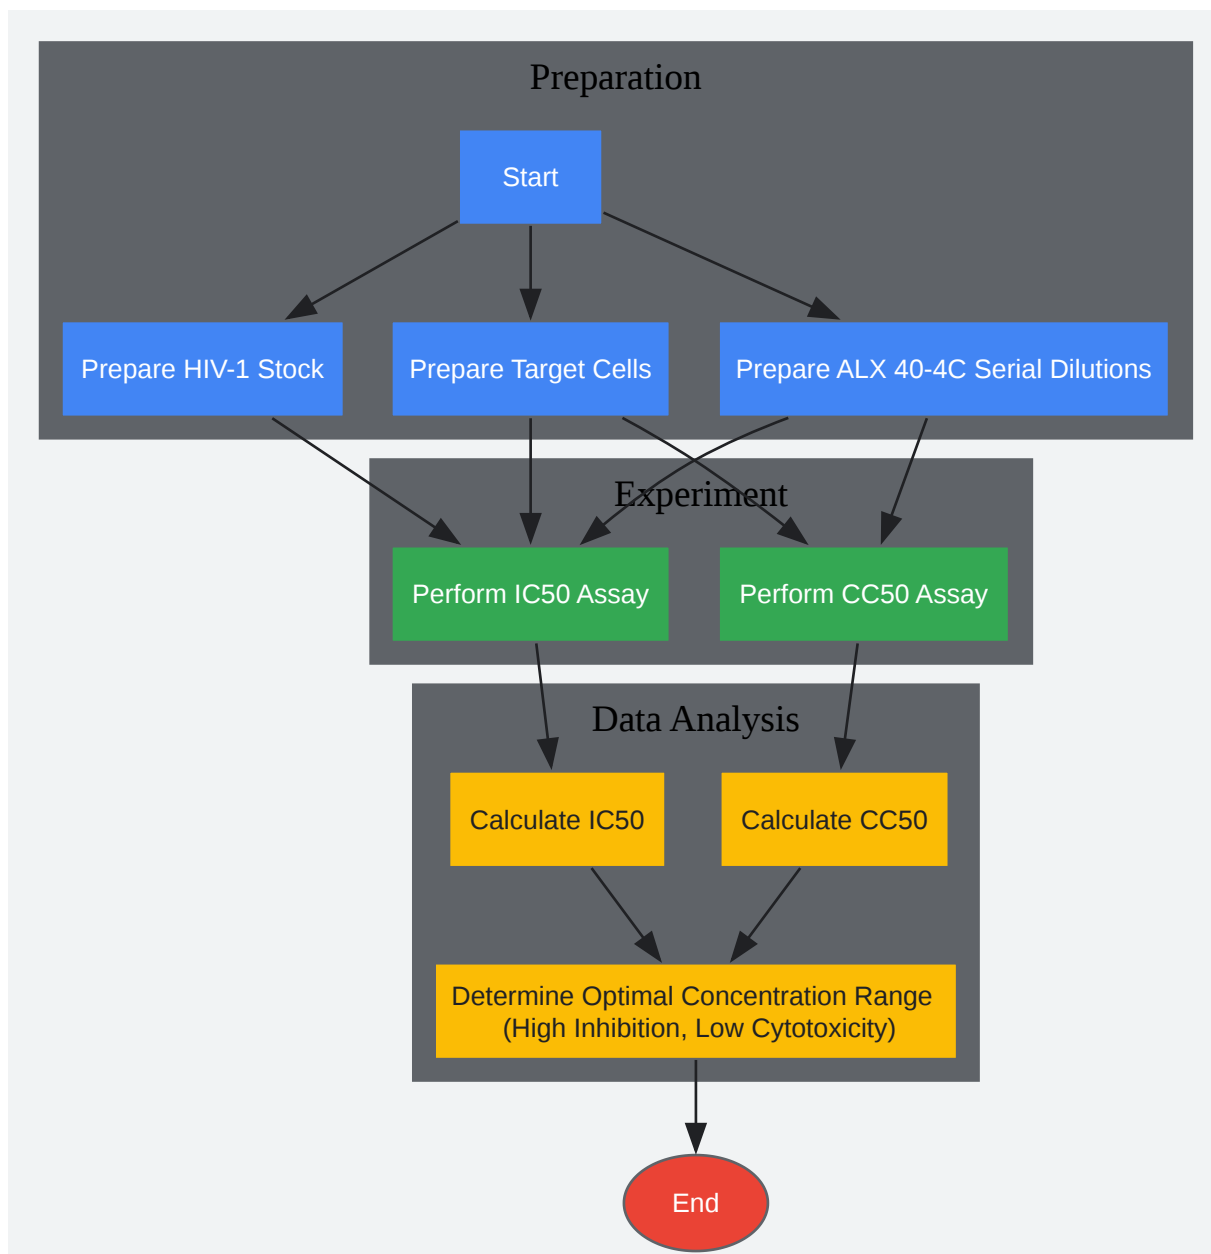 Preparation
Start
Prepare HIV-1 Stock
Prepare Target Cells
Prepare ALX 40-4C Serial Dilutions
Experiment
Perform IC50 Assay
Perform CC50 Assay
Data Analysis
Calculate IC50
Calculate CC50
Determine Optimal Concentration Range
(High Inhibition, Low Cytotoxicity)
End